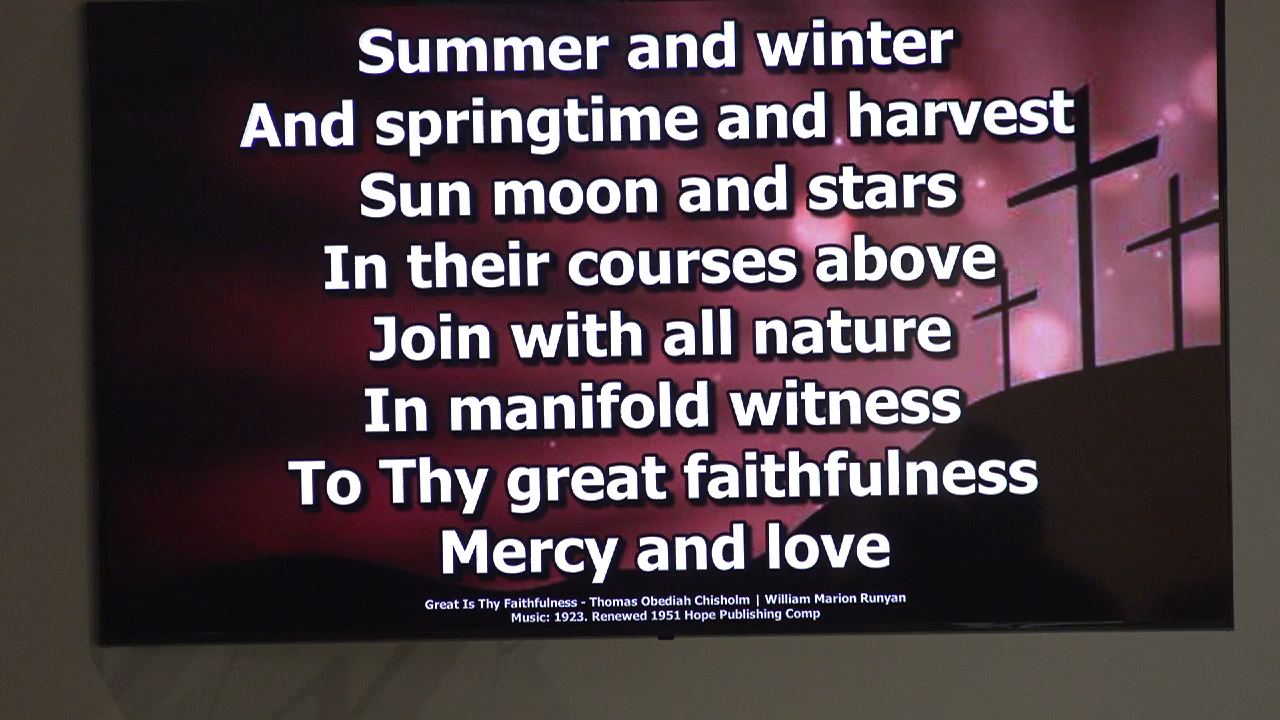 Summer and winter
And springtime and harvest
Sun moon and stars
In their courses above
Join with all nature
In manifold witness
To Thy great faithfulness
Mercy and love
Great Is Thy Faithfulness - Thomas Obediah Chisholm | William Marion Runyan
Music: 1923. Renewed 1951 Hope Publishing Comp